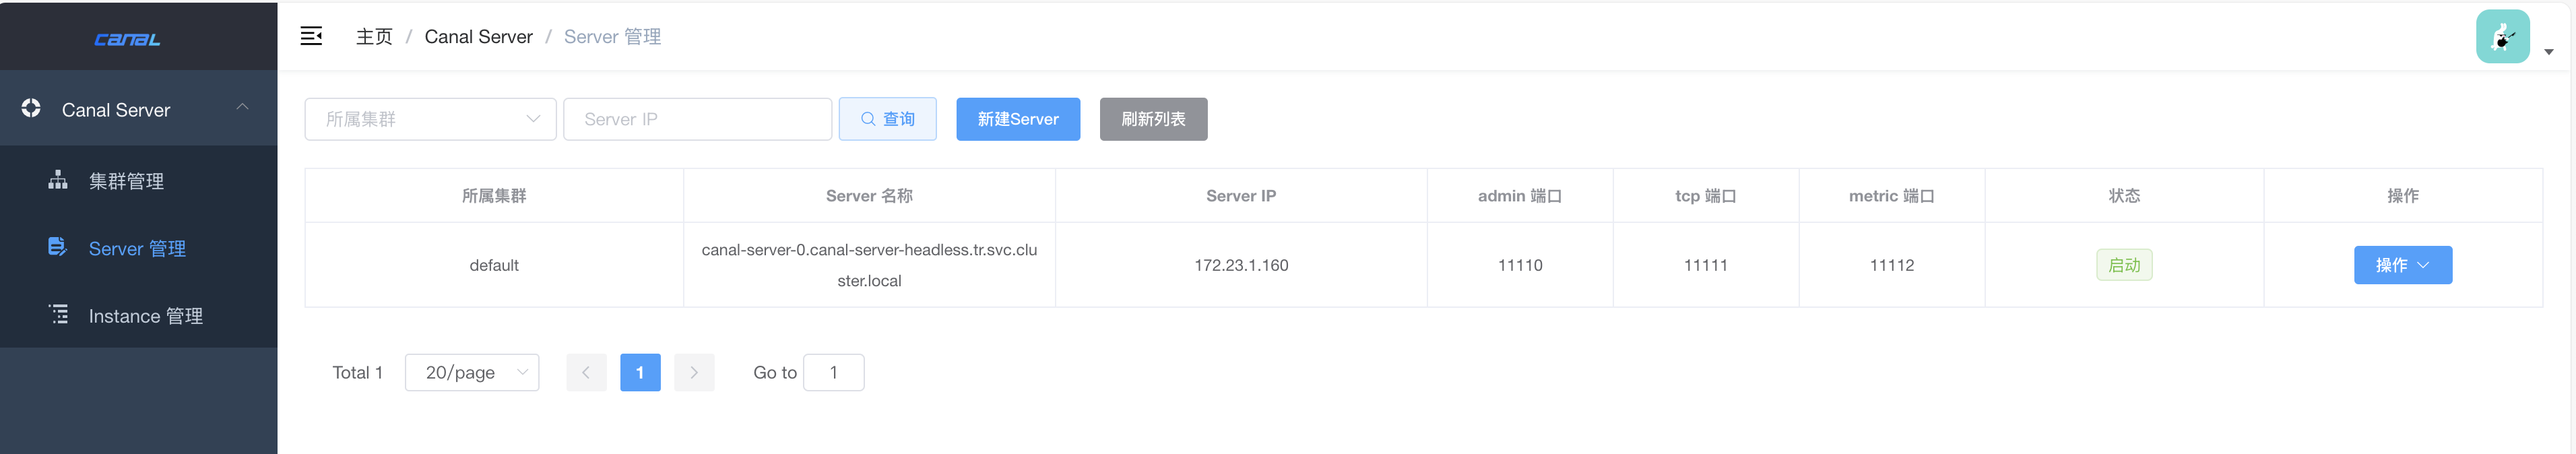 canal
主页 / Canal Server / Server 管理
Canal Server
集群管理
Server 管理
Instance 管理
所属集群 Server IP 查询 新建Server 刷新列表
所属集群 Server 名称 Server IP admin 端口 tcp 端口 metric 端口 状态 操作
default canal-server-0.canal-server-headless.tr.svc.clu
ster.local 172.23.1.160 11110 11111 11112 启动 操作
Total 1 20/page 1 Go to 1